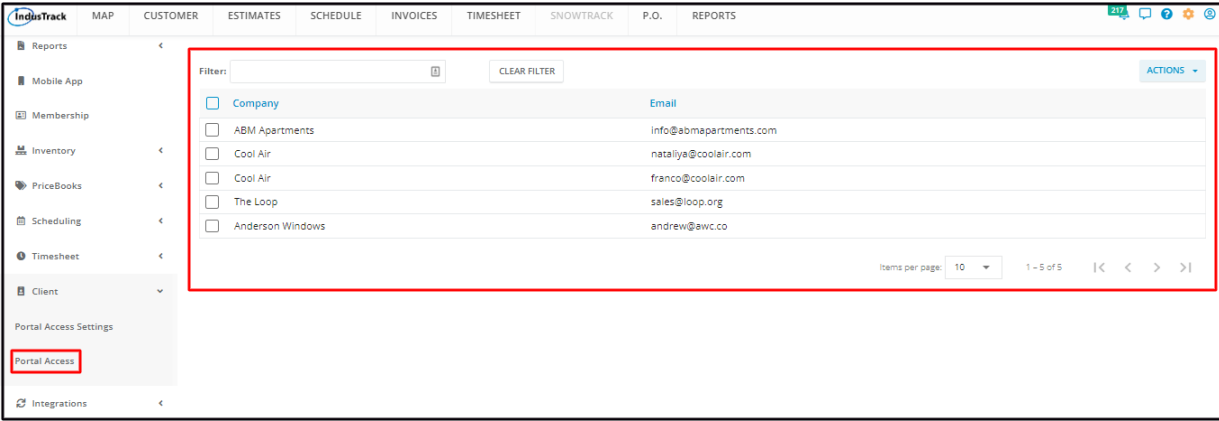 IndusTrack MAP CUSTOMER ESTIMATES SCHEDULE INVOICES TIMESHEET SNOWTRACK P.O. REPORTS 217
Reports
Mobile App
Membership
Inventory
PriceBooks
Scheduling
Timesheet
Client
Portal Access Settings
Portal Access
Integrations
Filter: CLEAR FILTER ACTIONS
Company Email
ABM Apartments info@abmapartments.com
Cool Air nataliya@coolair.com
Cool Air franco@coolair.com
The Loop sales@loop.org
Anderson Windows andrew@awc.co
Items per page: 10 1 – 5 of 5